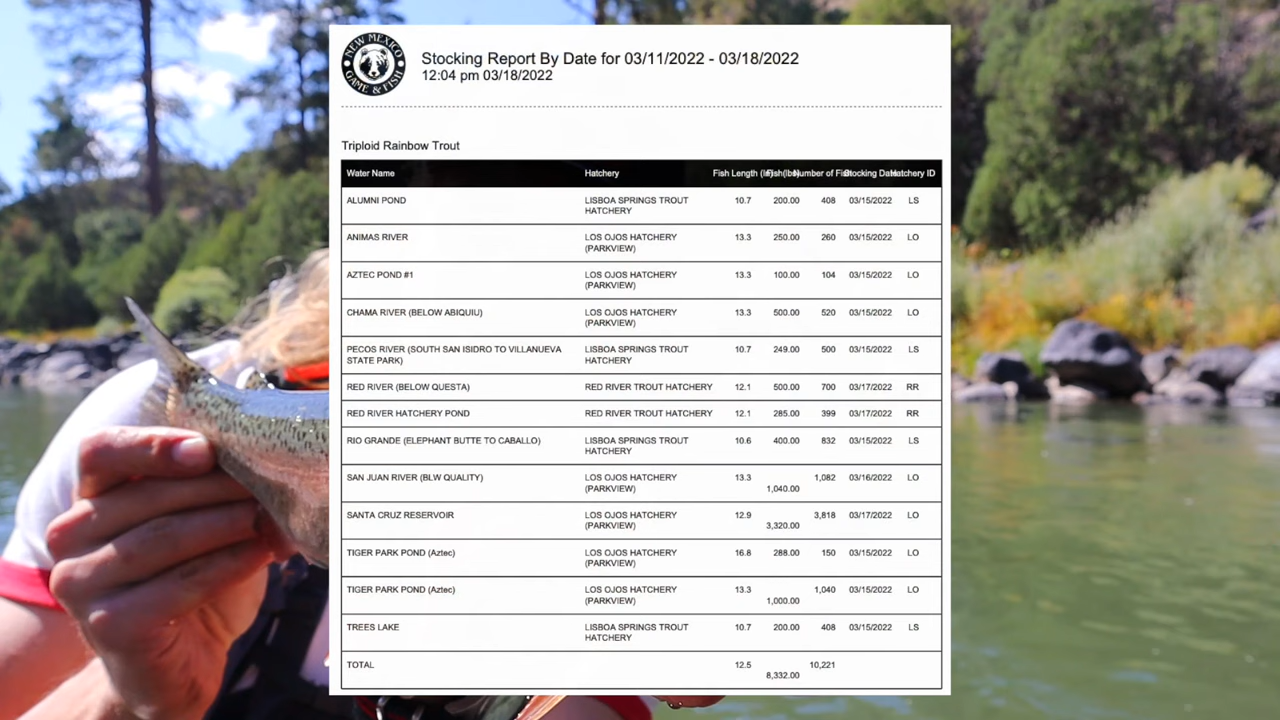 NEW MEXICO
GAME & FISH
Stocking Report By Date for 03/11/2022 - 03/18/2022
12:04 pm 03/18/2022
Triploid Rainbow Trout
Water Name Hatchery Fish Length (In) Fish(lbs) Number of Fish Stocking Date Hatchery ID
ALUMNI POND LISBOA SPRINGS TROUT 10.7 200.00 408 03/15/2022 LS
HATCHERY
ANIMAS RIVER LOS OJOS HATCHERY 13.3 250.00 260 03/15/2022 LO
(PARKVIEW)
AZTEC POND #1 LOS OJOS HATCHERY 13.3 100.00 104 03/15/2022 LO
(PARKVIEW)
CHAMA RIVER (BELOW ABIQUIU) LOS OJOS HATCHERY 13.3 500.00 520 03/15/2022 LO
(PARKVIEW)
PECOS RIVER (SOUTH SAN ISIDRO TO VILLANUEVA LISBOA SPRINGS TROUT 10.7 249.00 500 03/15/2022 LS
STATE PARK) HATCHERY
RED RIVER (BELOW QUESTA) RED RIVER TROUT HATCHERY 12.1 500.00 700 03/17/2022 RR
RED RIVER HATCHERY POND RED RIVER TROUT HATCHERY 12.1 285.00 399 03/17/2022 RR
RIO GRANDE (ELEPHANT BUTTE TO CABALLO) LISBOA SPRINGS TROUT 10.6 400.00 832 03/15/2022 LS
HATCHERY
SAN JUAN RIVER (BLW QUALITY) LOS OJOS HATCHERY 13.3 1,082 03/16/2022 LO
(PARKVIEW) 1,040.00
SANTA CRUZ RESERVOIR LOS OJOS HATCHERY 12.9 3,818 03/17/2022 LO
(PARKVIEW) 3,320.00
TIGER PARK POND (Aztec) LOS OJOS HATCHERY 16.8 288.00 150 03/15/2022 LO
(PARKVIEW)
TIGER PARK POND (Aztec) LOS OJOS HATCHERY 13.3 1,040 03/15/2022 LO
(PARKVIEW) 1,000.00
TREES LAKE LISBOA SPRINGS TROUT 10.7 200.00 408 03/15/2022 LS
HATCHERY
TOTAL 12.5 10,221
8,332.00